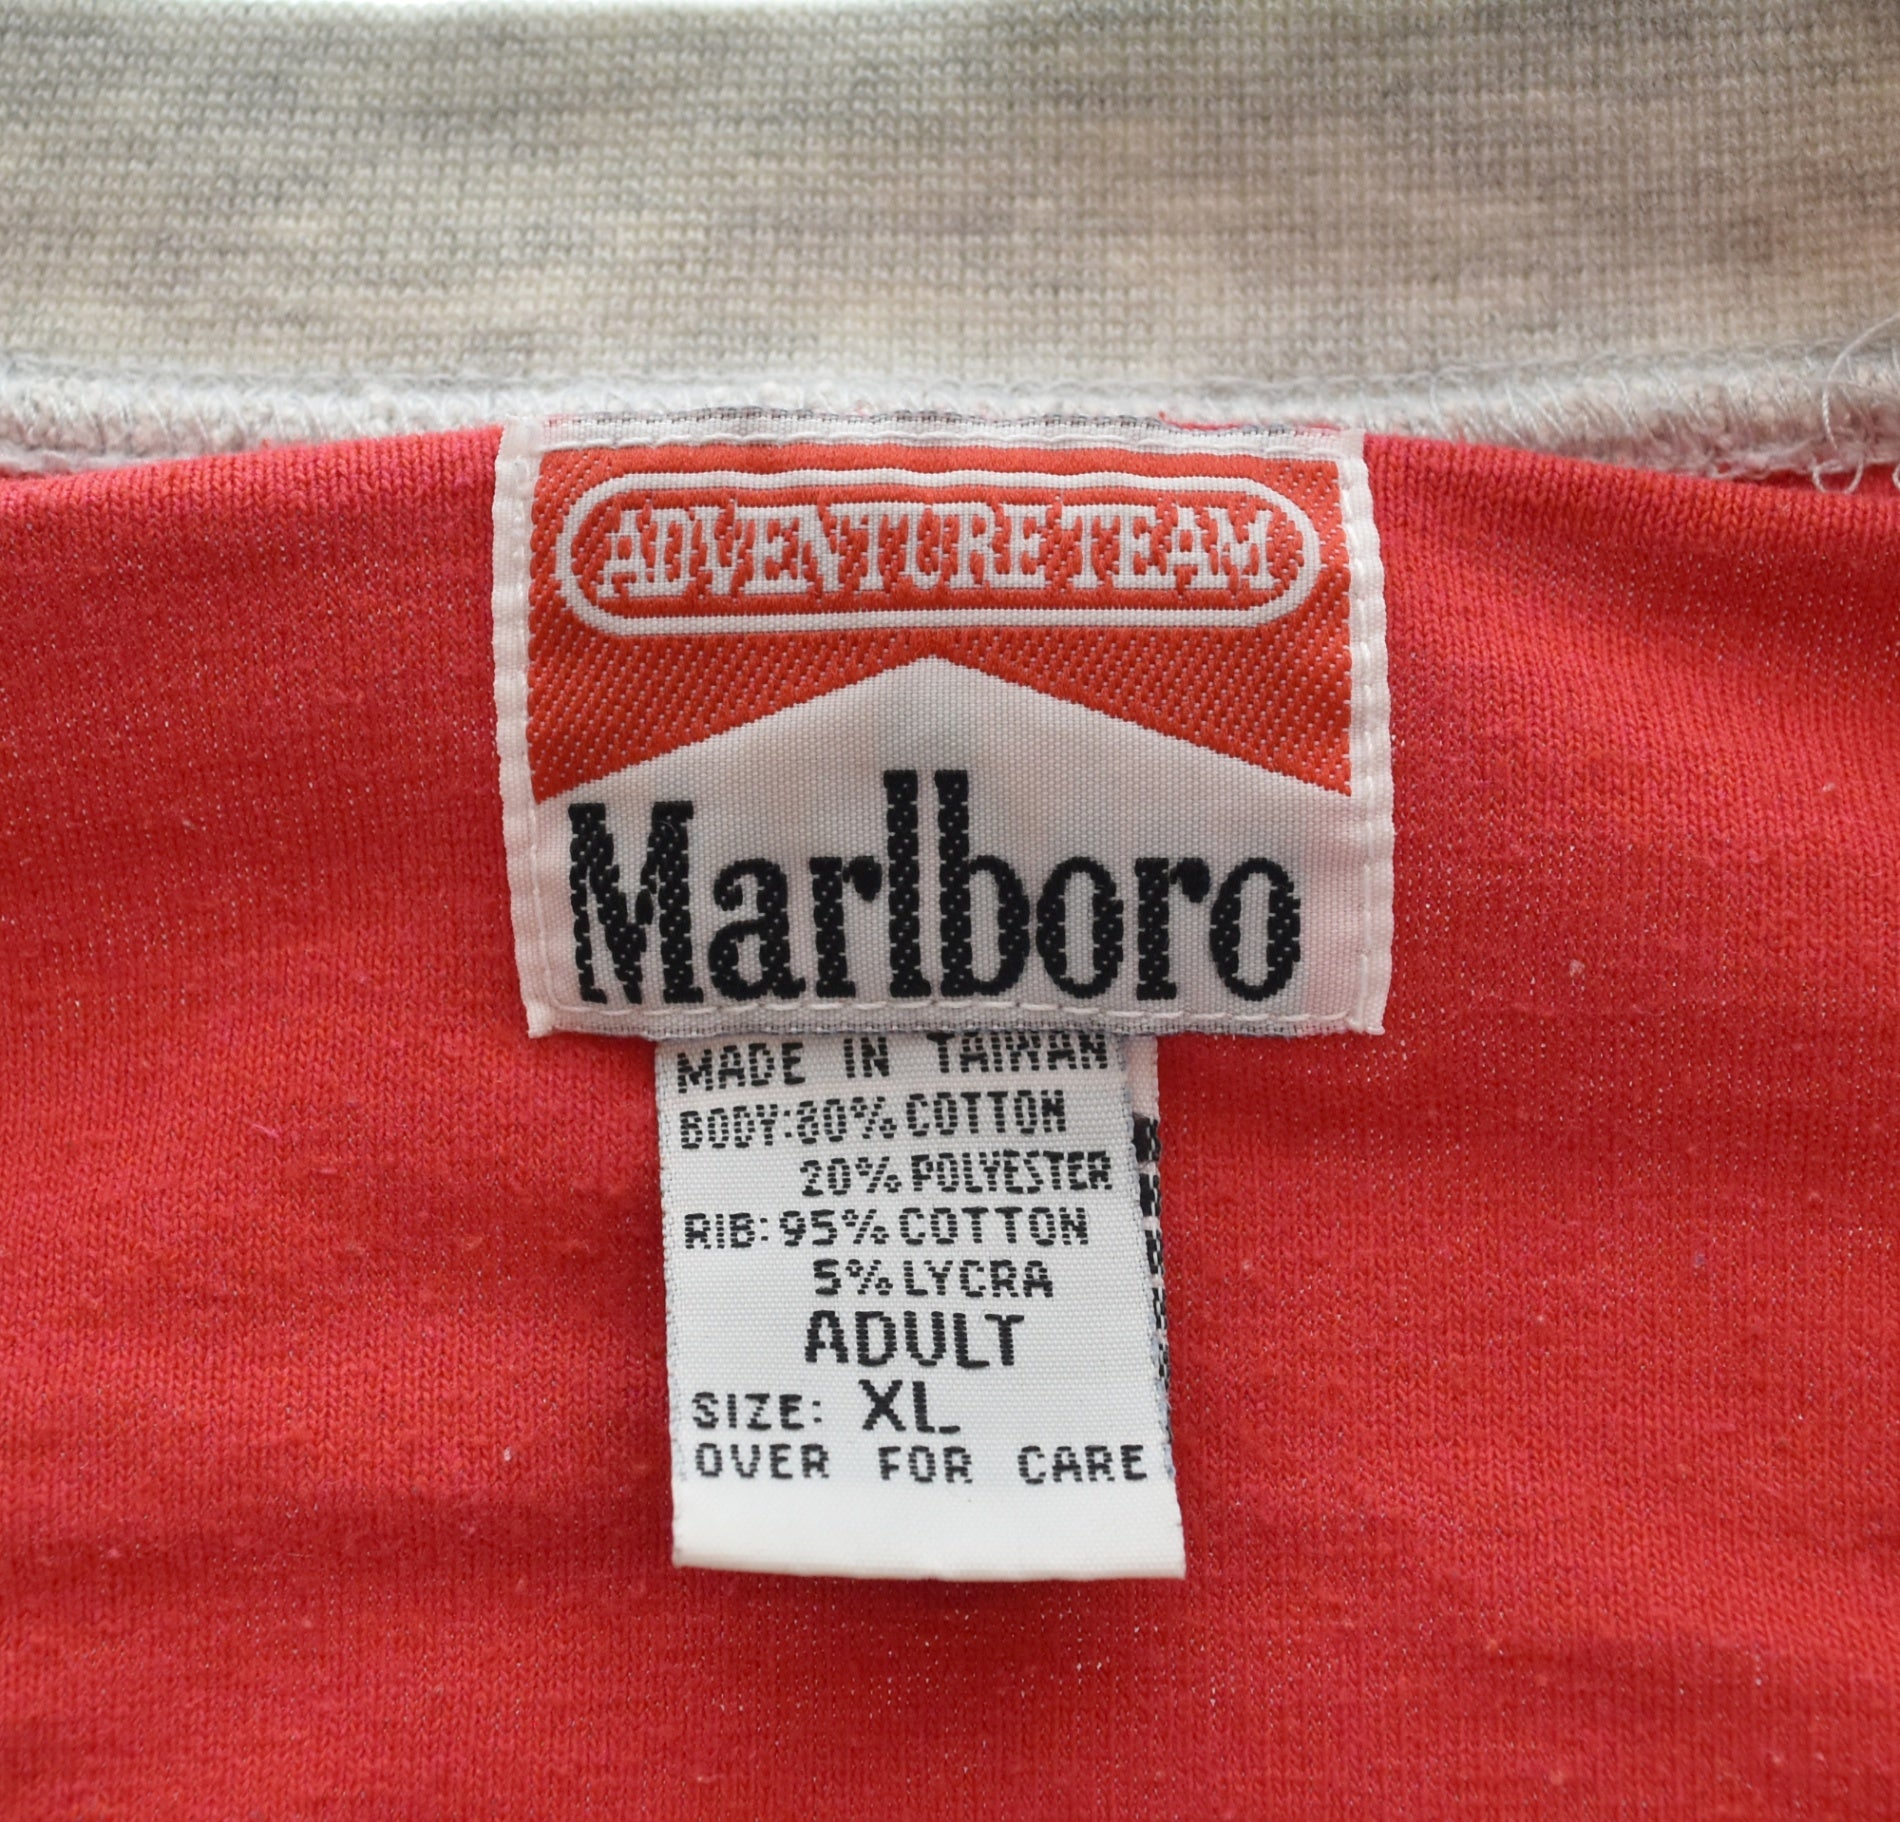 ADVENTURE TEAM
Marlboro
MADE IN TAIWAN
BODY:80% COTTON
20% POLYESTER
RIB: 95% COTTON
5% LYCRA
ADULT
SIZE: XL
OVER FOR CARE